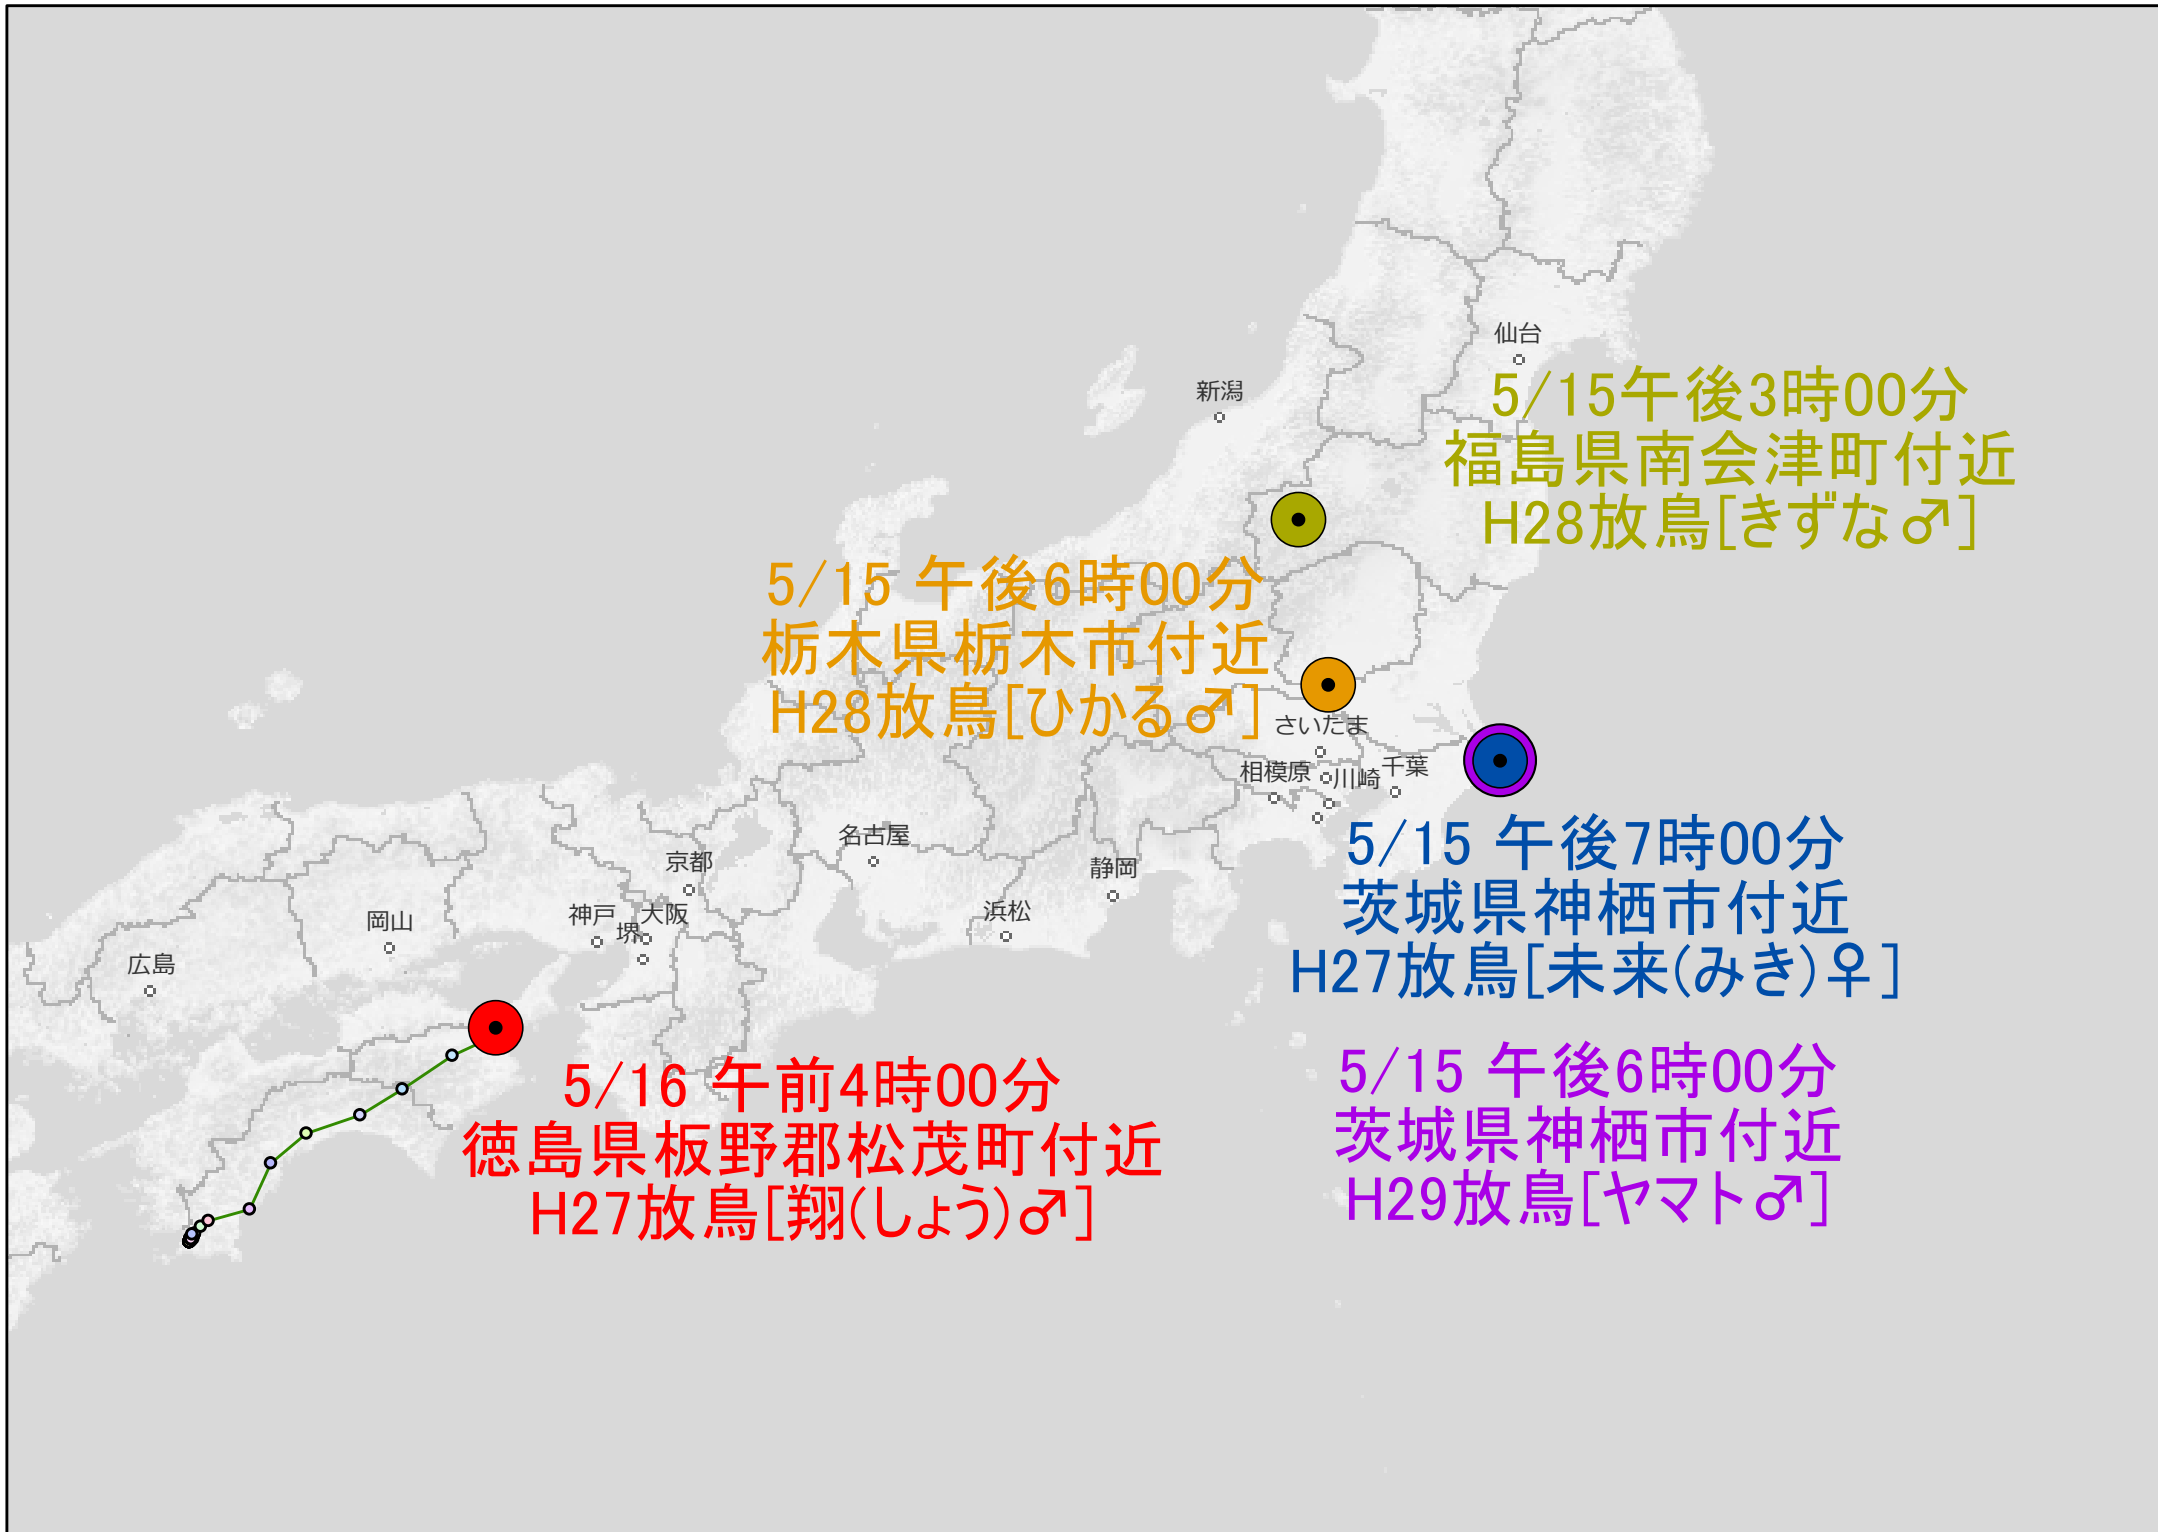 仙台
新潟
5/15午後3時00分
福島県南会津町付近
H28放鳥[きずな♂]
5/15 午後6時00分
栃木県栃木市付近
H28放鳥[ひかる♂]
さいたま
相模原
川崎
千葉
名古屋
京都
静岡
5/15 午後7時00分
茨城県神栖市付近
H27放鳥[未来(みき)♀]
岡山
神戸
大阪
堺
浜松
広島
5/16 午前4時00分
徳島県板野郡松茂町付近
H27放鳥[翔(しょう)♂]
5/15 午後6時00分
茨城県神栖市付近
H29放鳥[ヤマト♂]